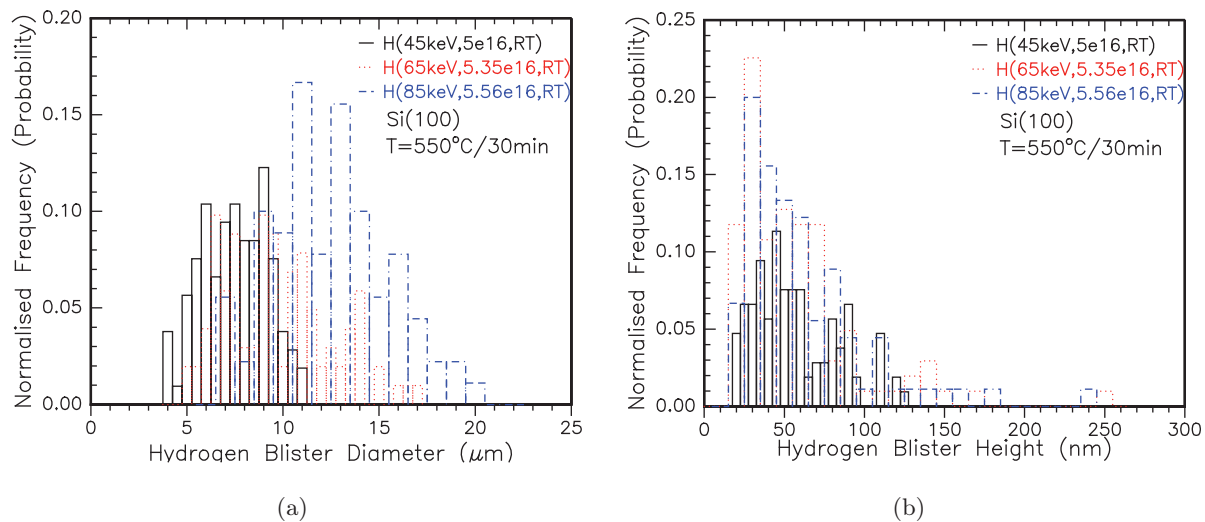 0.20
0.15
0.10
0.05
0.00
Normalised Frequency (Probability)
H(45keV,5e16,RT)
H(65keV,5.35e16,RT)
H(85keV,5.56e16,RT)
Si(100)
T=550°C/30min
0 5 10 15 20 25
Hydrogen Blister Diameter (μm)
(a)
0.25
0.20
0.15
0.10
0.05
0.00
Normalised Frequency (Probability)
H(45keV,5e16,RT)
H(65keV,5.35e16,RT)
H(85keV,5.56e16,RT)
Si(100)
T=550°C/30min
0 50 100 150 200 250 300
Hydrogen Blister Height (nm)
(b)